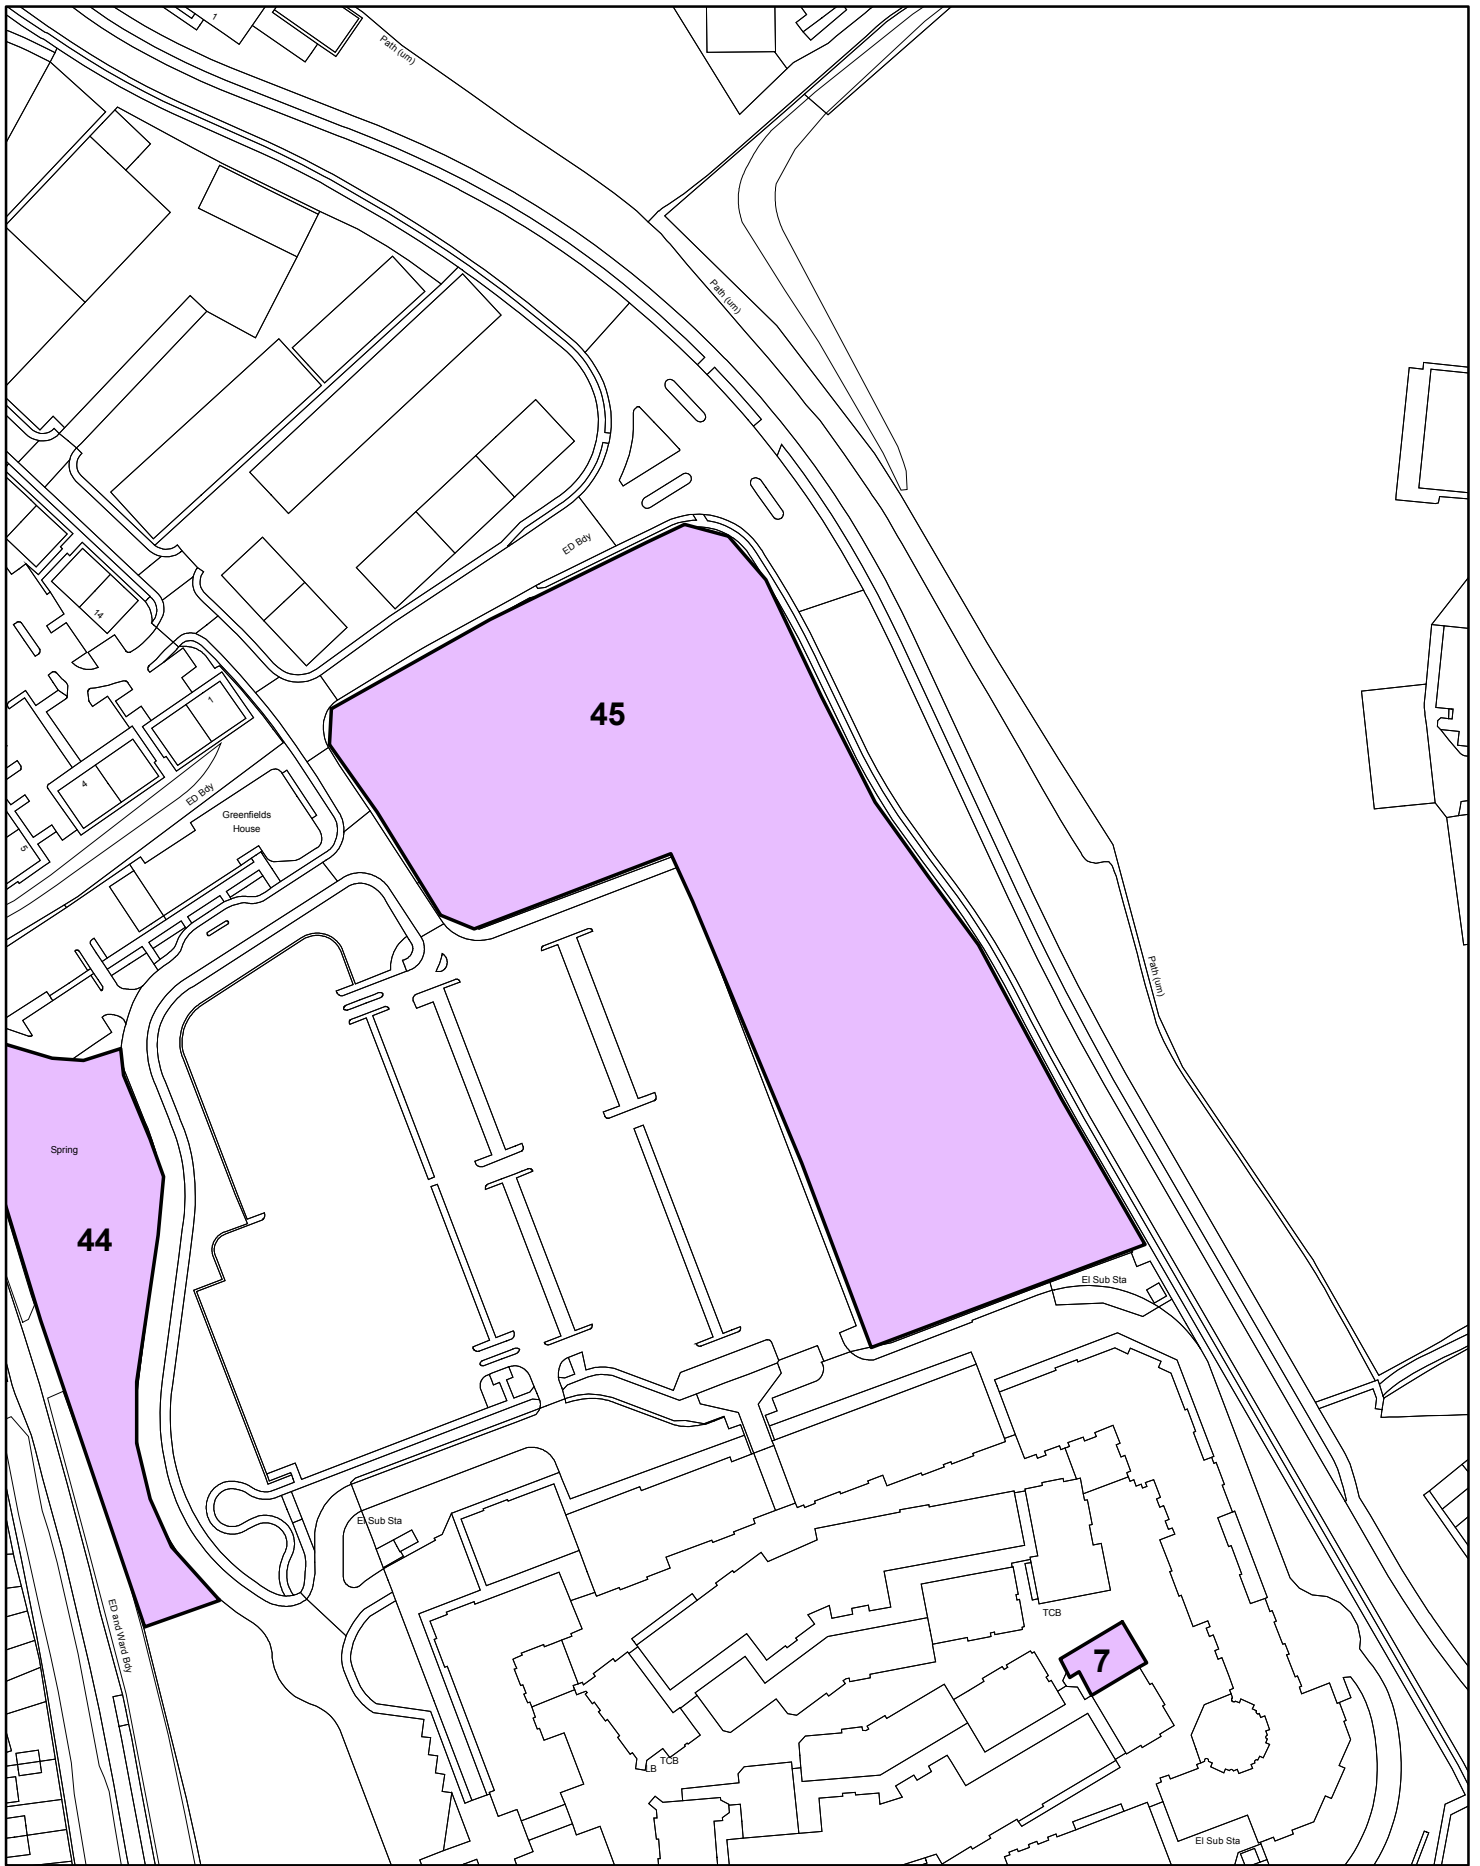 1
Path (um)
Path (um)
ED Bdy
14
1
45
4
ED Bdy
Greenfields
House
5
Path (um)
Spring
44
El Sub Sta
El Sub Sta
ED and Ward Bdy
TCB
7
TCB
LB
El Sub Sta